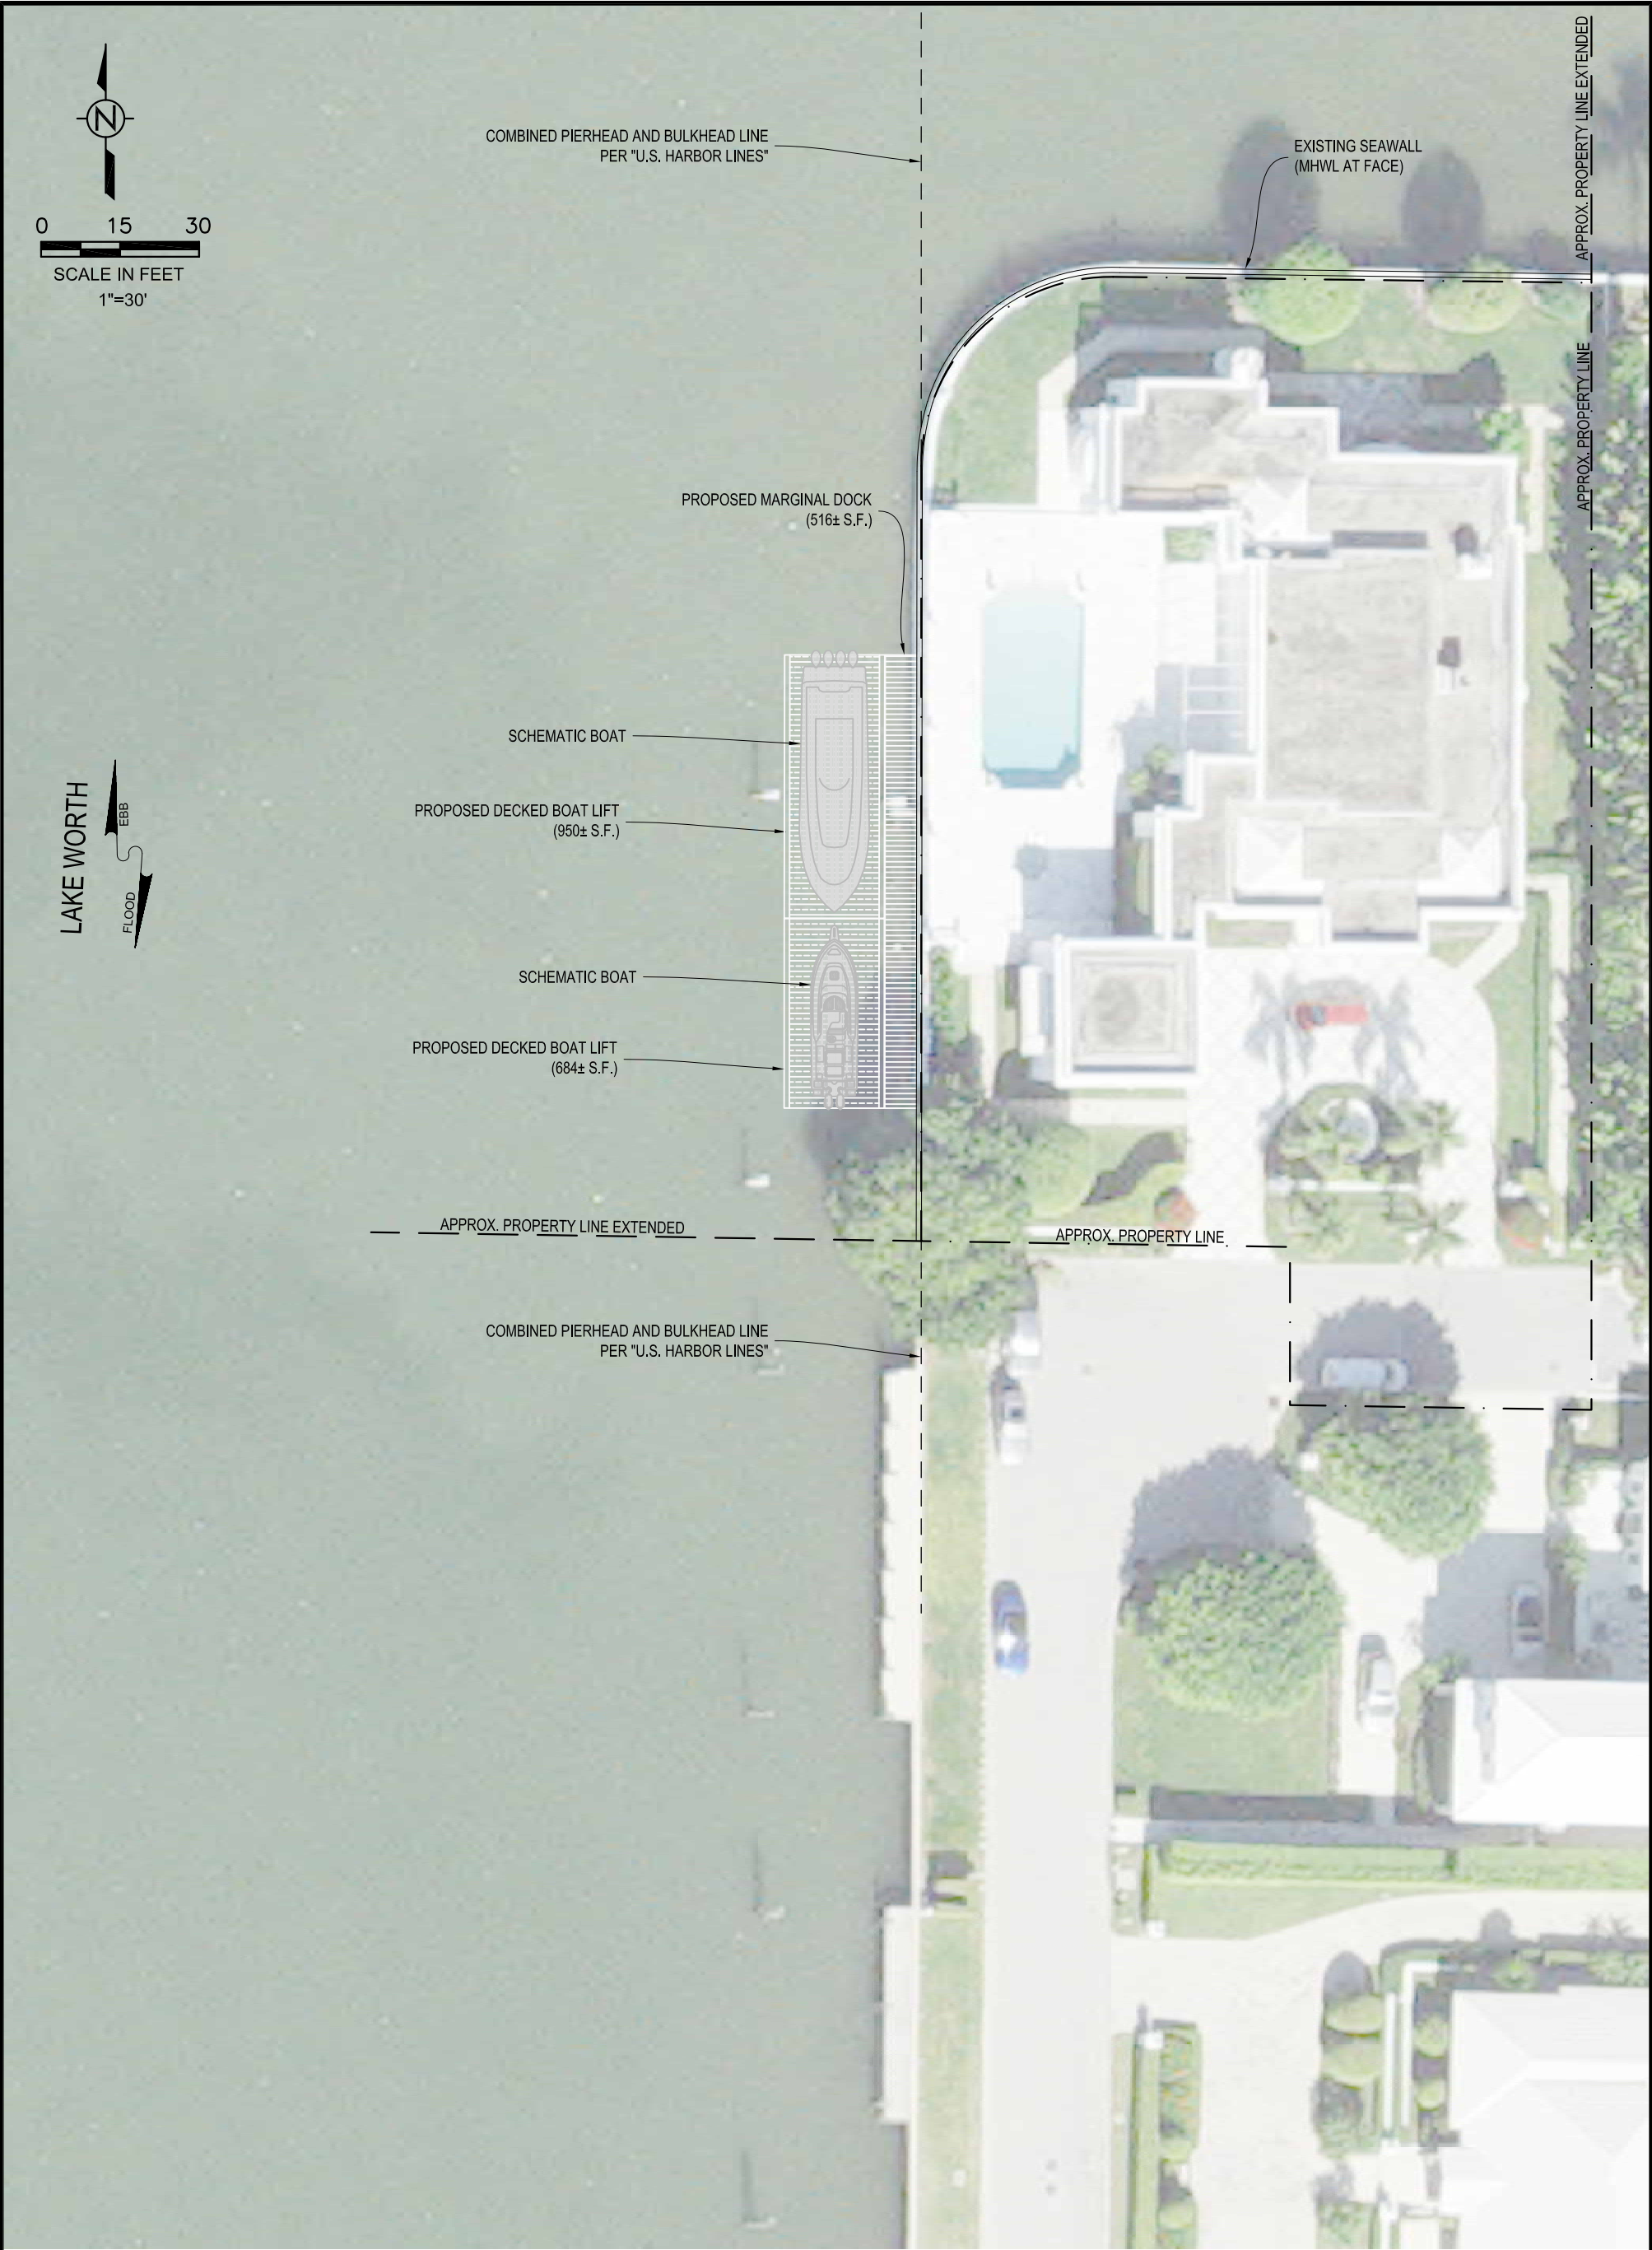 N
0 15 30
SCALE IN FEET
1"=30'
COMBINED PIERHEAD AND BULKHEAD LINE
PER "U.S. HARBOR LINES"
EXISTING SEAWALL
(MHWL AT FACE)
APPROX. PROPERTY LINE EXTENDED
APPROX. PROPERTY LINE
PROPOSED MARGINAL DOCK
(516± S.F.)
SCHEMATIC BOAT
PROPOSED DECKED BOAT LIFT
(950± S.F.)
LAKE WORTH
EBB
FLOOD
SCHEMATIC BOAT
PROPOSED DECKED BOAT LIFT
(684± S.F.)
APPROX. PROPERTY LINE EXTENDED
APPROX. PROPERTY LINE
COMBINED PIERHEAD AND BULKHEAD LINE
PER "U.S. HARBOR LINES"